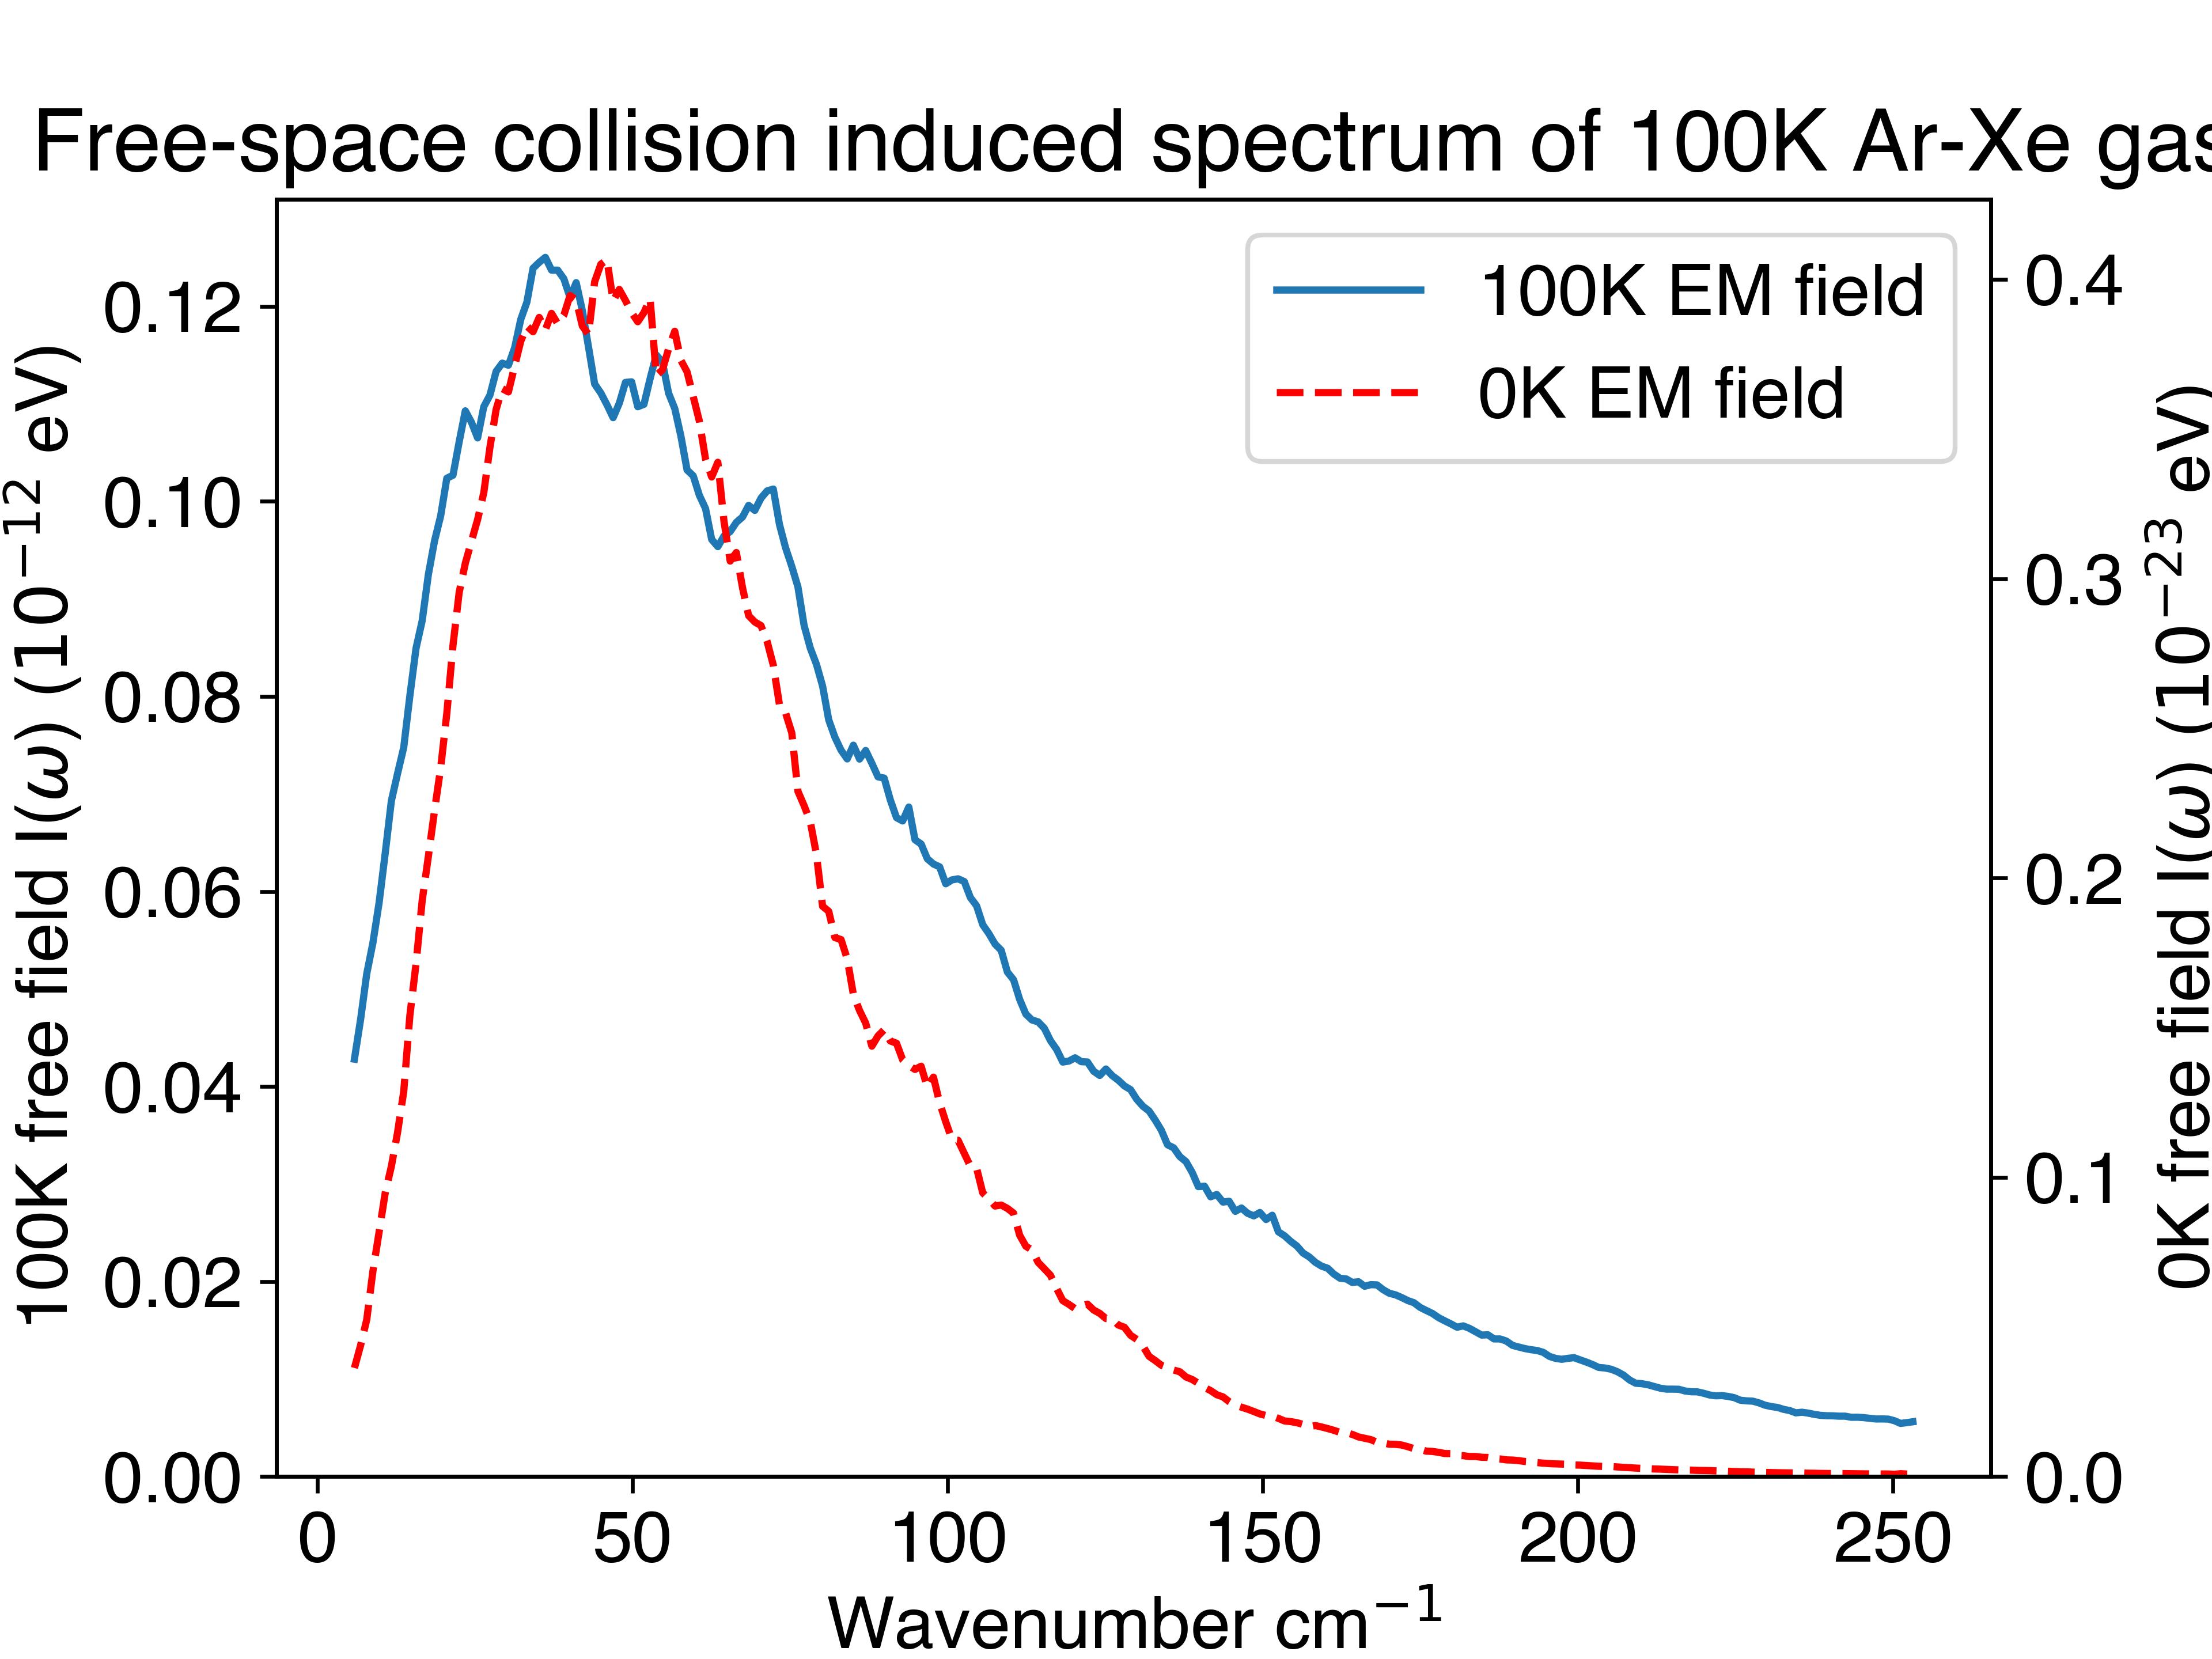 Free-space collision induced spectrum of 100K Ar-Xe gas
100K EM field
0K EM field
100K free field I(ω) (10⁻¹² eV)
0.12
0.10
0.08
0.06
0.04
0.02
0.00
0.4
0.3
0.2
0.1
0.0
0K free field I(ω) (10⁻²³ eV)
0 50 100 150 200 250
Wavenumber cm⁻¹